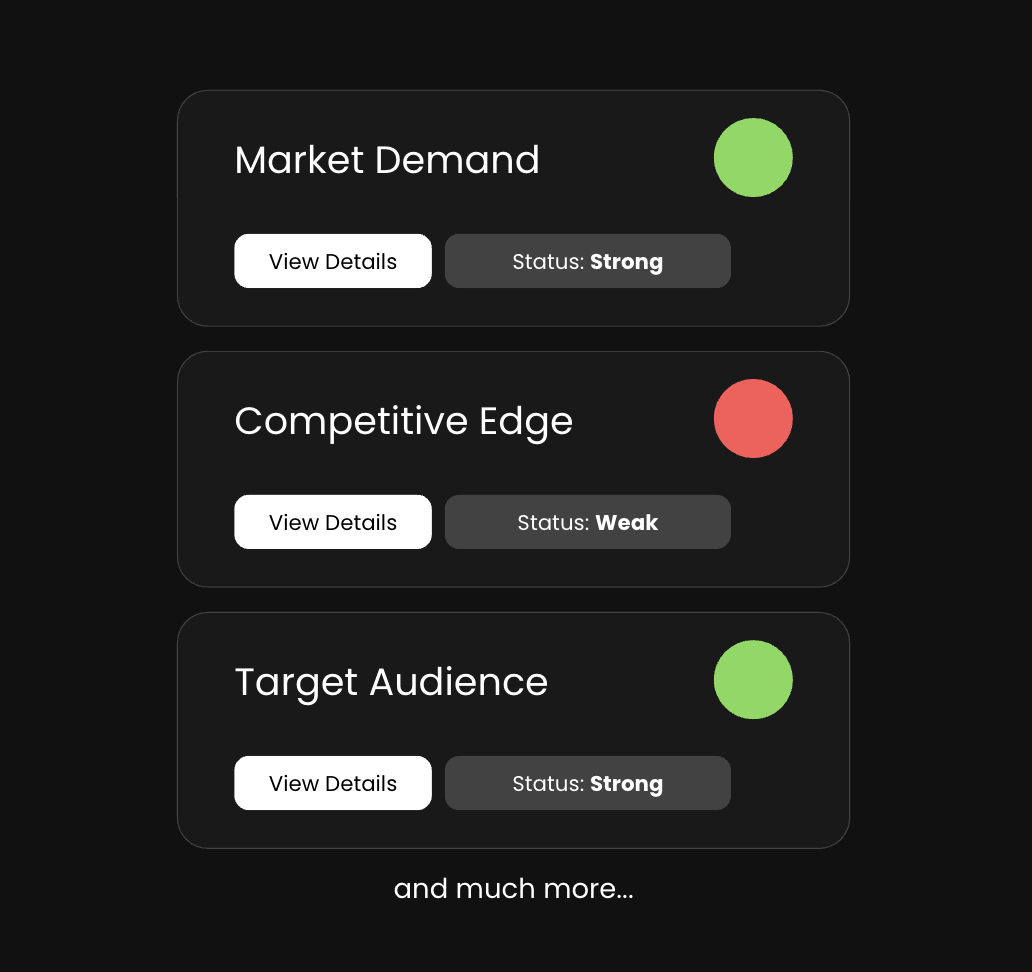 Market Demand
View Details
Status: Strong
Competitive Edge
View Details
Status: Weak
Target Audience
View Details
Status: Strong
and much more...